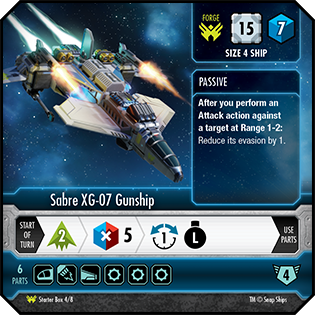 FORGE
15
7
SIZE 4 SHIP
PASSIVE
After you perform an
Attack action against
a target at Range 1-2:
Reduce its evasion by 1.
Sabre XG-07 Gunship
START
OF
TURN
2
5
1
L
USE
PARTS
6
PARTS
4
Starter Box 4/8
TM © Snap Ships